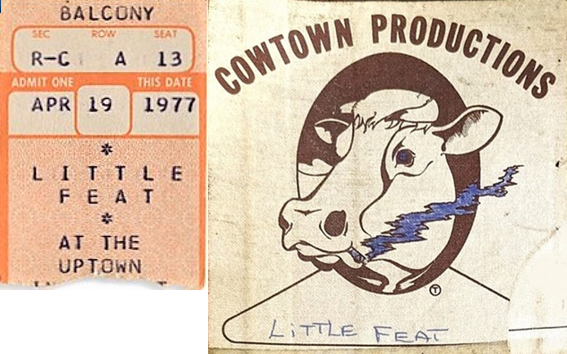 BALCONY
SEC ROW SEAT
R-C A 13
ADMIT ONE THIS DATE
APR 19 1977
*
LITTLE
FEAT
*
AT THE
UPTOWN
COWTOWN PRODUCTIONS
T
LITTLE FEAT